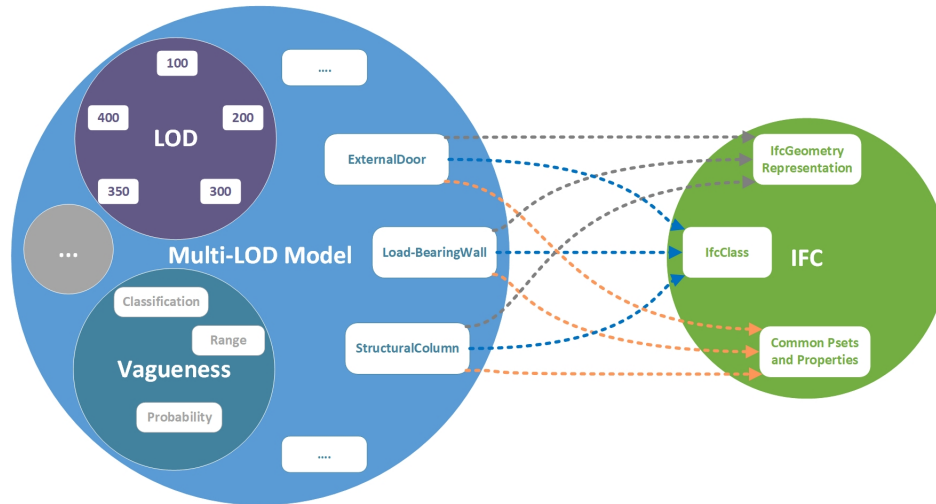 100
400
LOD
200
350
300
...
Multi-LOD Model
Classification
Range
Vagueness
Probability
....
ExternalDoor
Load-BearingWall
StructuralColumn
....
IfcGeometry
Representation
IfcClass
IFC
Common Psets
and Properties